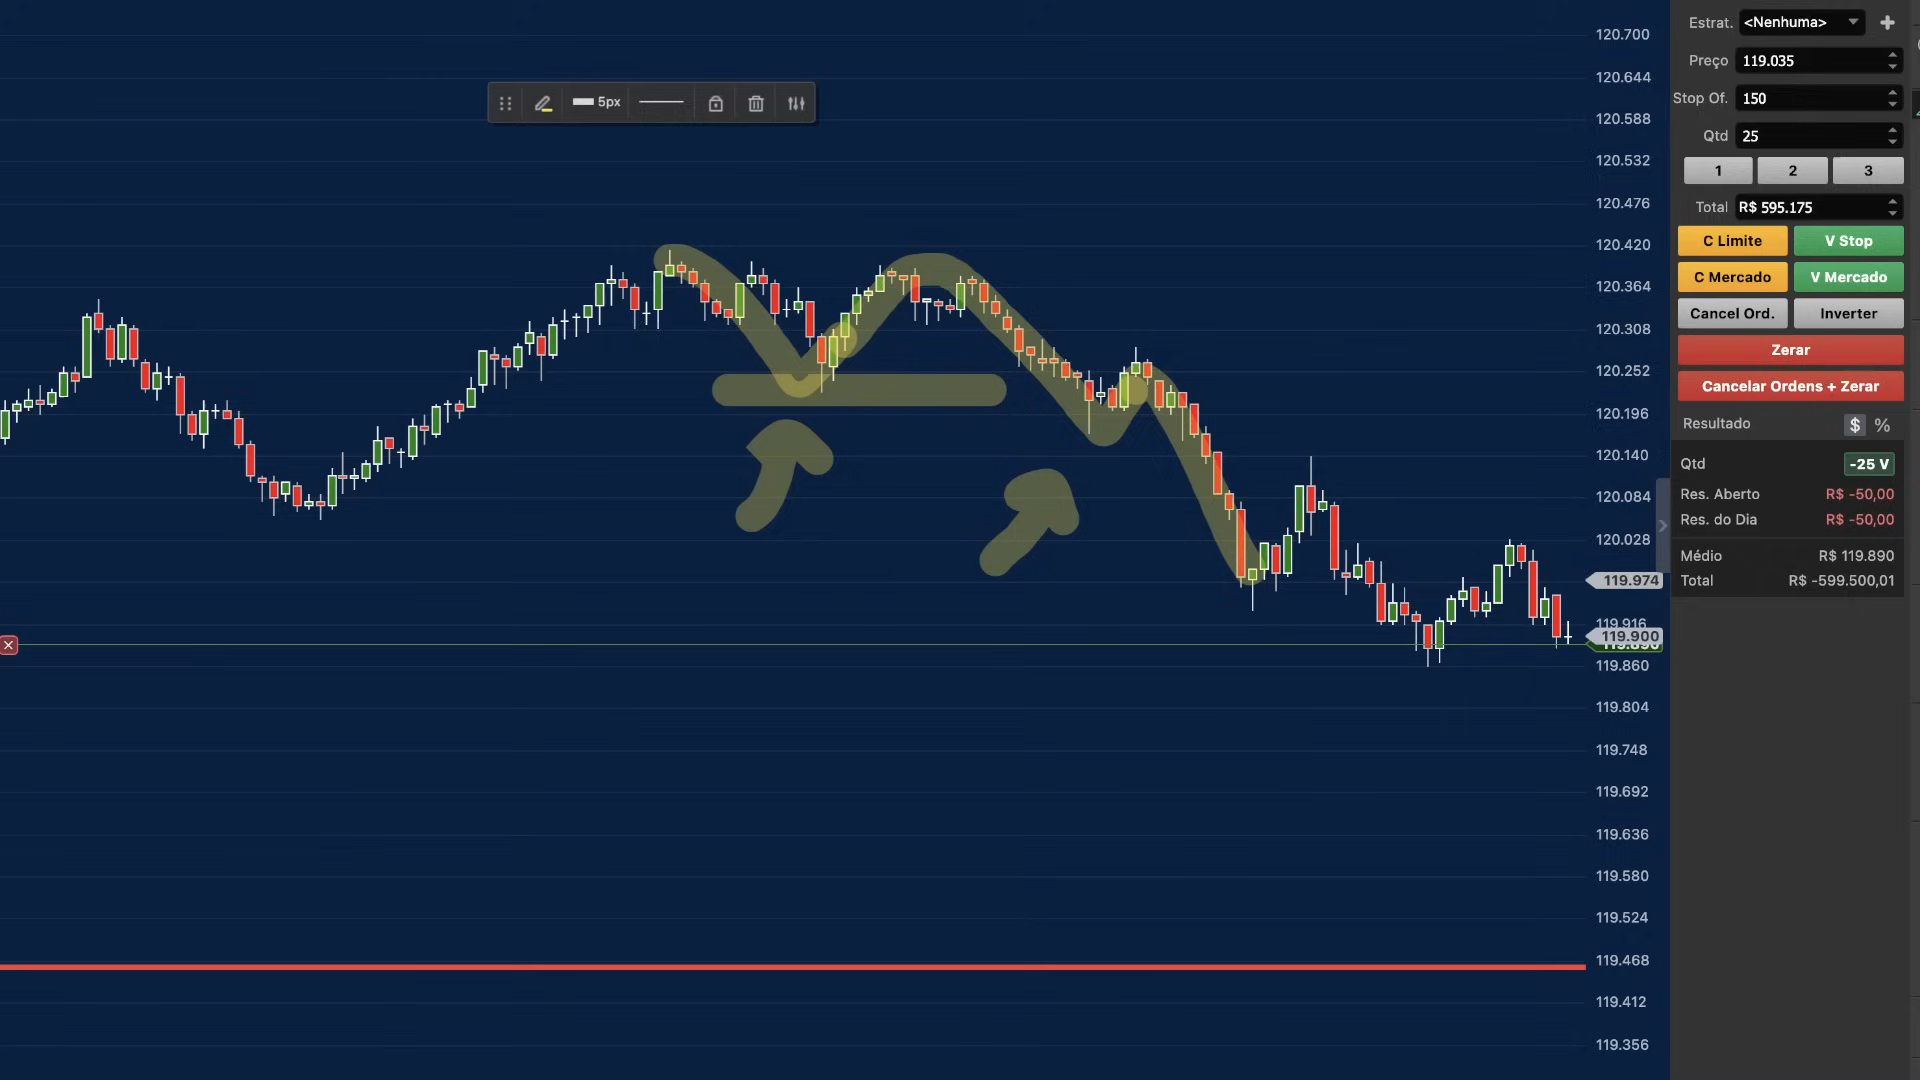 120.700
120.644
120.588
120.532
120.476
120.420
120.364
120.308
120.252
120.196
120.140
120.084
120.028
119.974
119.916
119.900
119.890
119.860
119.804
119.748
119.692
119.636
119.580
119.524
119.468
119.412
119.356
5px
Estrat. <Nenhuma>
Preço 119.035
Stop Of. 150
Qtd 25
1 2 3
Total R$ 595.175
C Limite V Stop
C Mercado V Mercado
Cancel Ord. Inverter
Zerar
Cancelar Ordens + Zerar
Resultado $ %
Qtd -25 V
Res. Aberto R$ -50,00
Res. do Dia R$ -50,00
Médio R$ 119.890
Total R$ -599.500,01